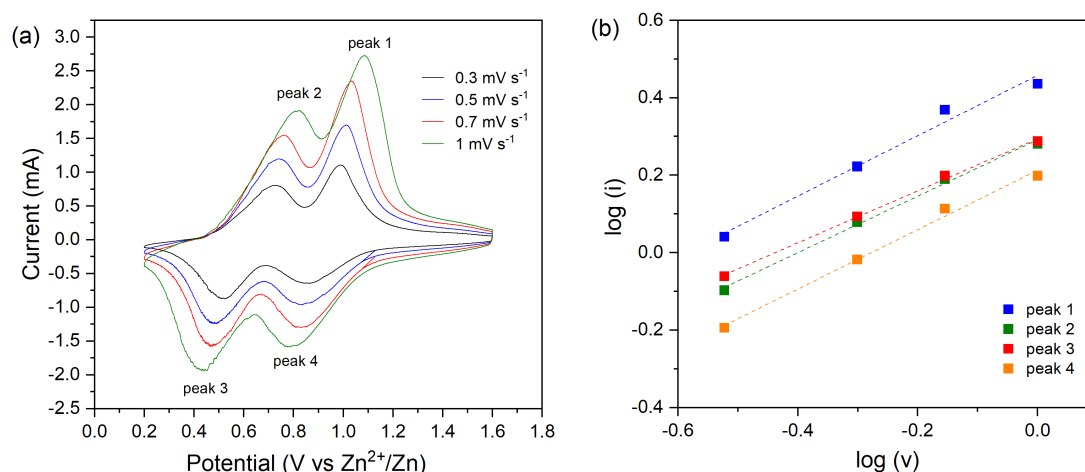 (a)
3.0
2.5
2.0
1.5
1.0
0.5
0.0
-0.5
-1.0
-1.5
-2.0
-2.5
Current (mA)
peak 1
peak 2
0.3 mV s⁻¹
0.5 mV s⁻¹
0.7 mV s⁻¹
1 mV s⁻¹
peak 3
peak 4
0.0 0.2 0.4 0.6 0.8 1.0 1.2 1.4 1.6 1.8
Potential (V vs Zn²⁺/Zn)
(b)
0.6
0.4
0.2
0.0
-0.2
-0.4
log (i)
peak 1
peak 2
peak 3
peak 4
-0.6 -0.4 -0.2 0.0
log (v)